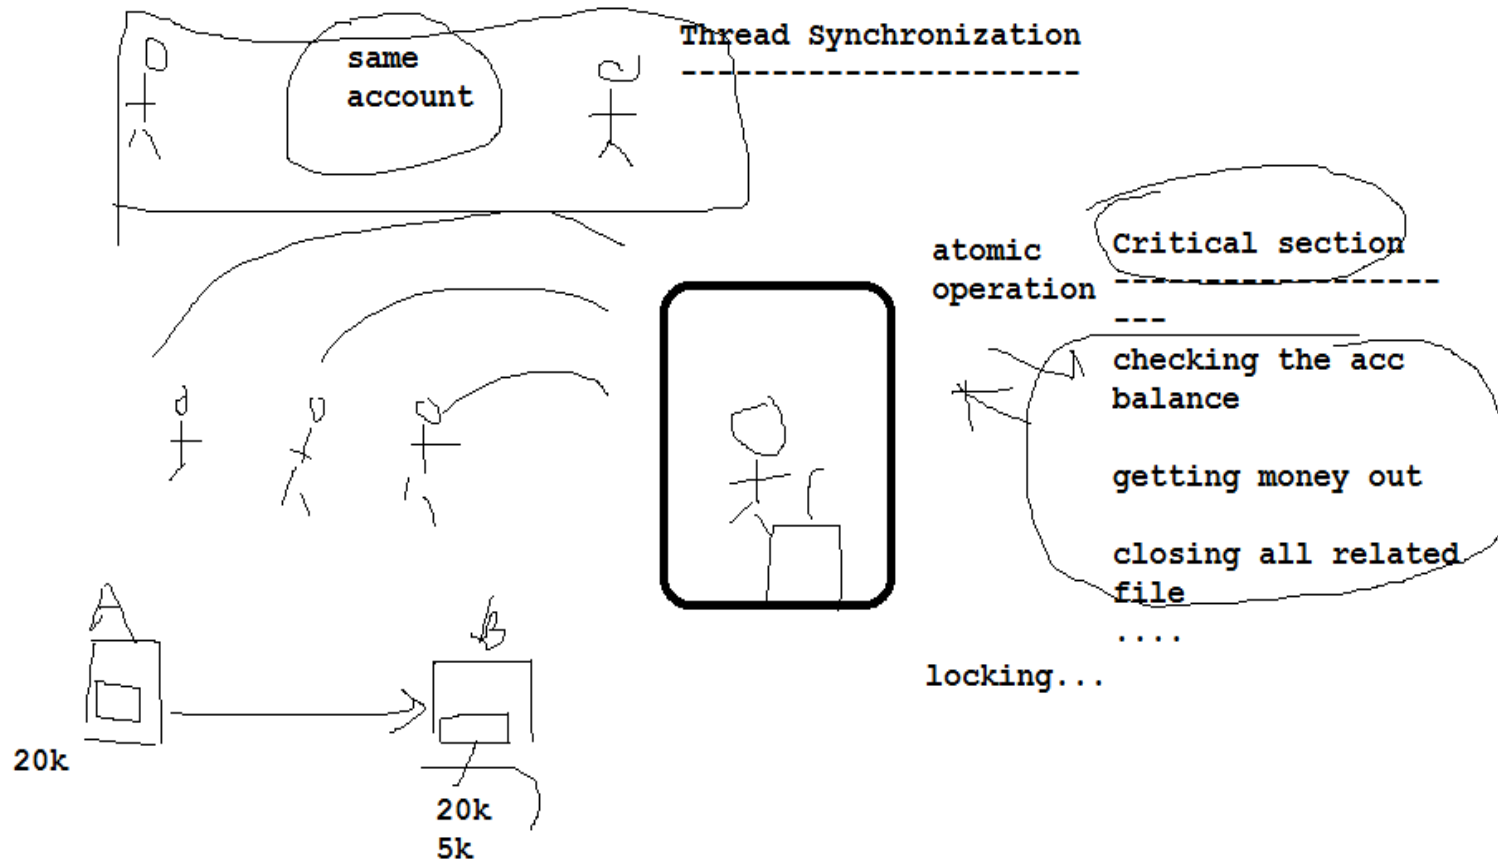 Thread Synchronization
-----------------------
same
account
atomic
operation
Critical section
------------------
---
checking the acc
balance
getting money out
closing all related
file
....
locking...
A
B
20k
20k
5k